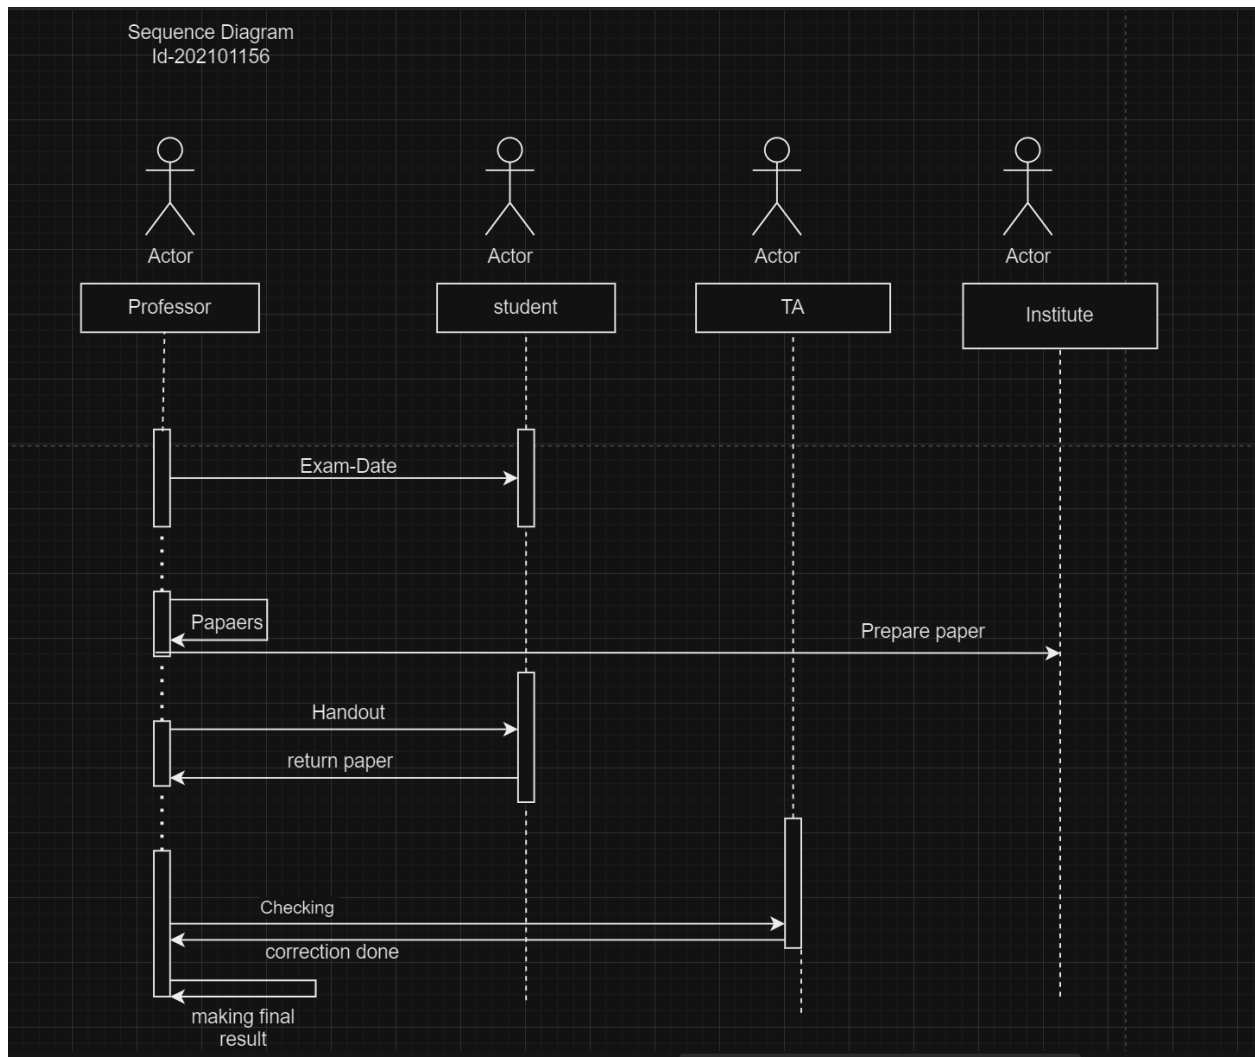 Sequence Diagram
Id-202101156
Actor
Actor
Actor
Actor
Professor
student
TA
Institute
Exam-Date
Papaers
Prepare paper
Handout
return paper
Checking
correction done
making final
result